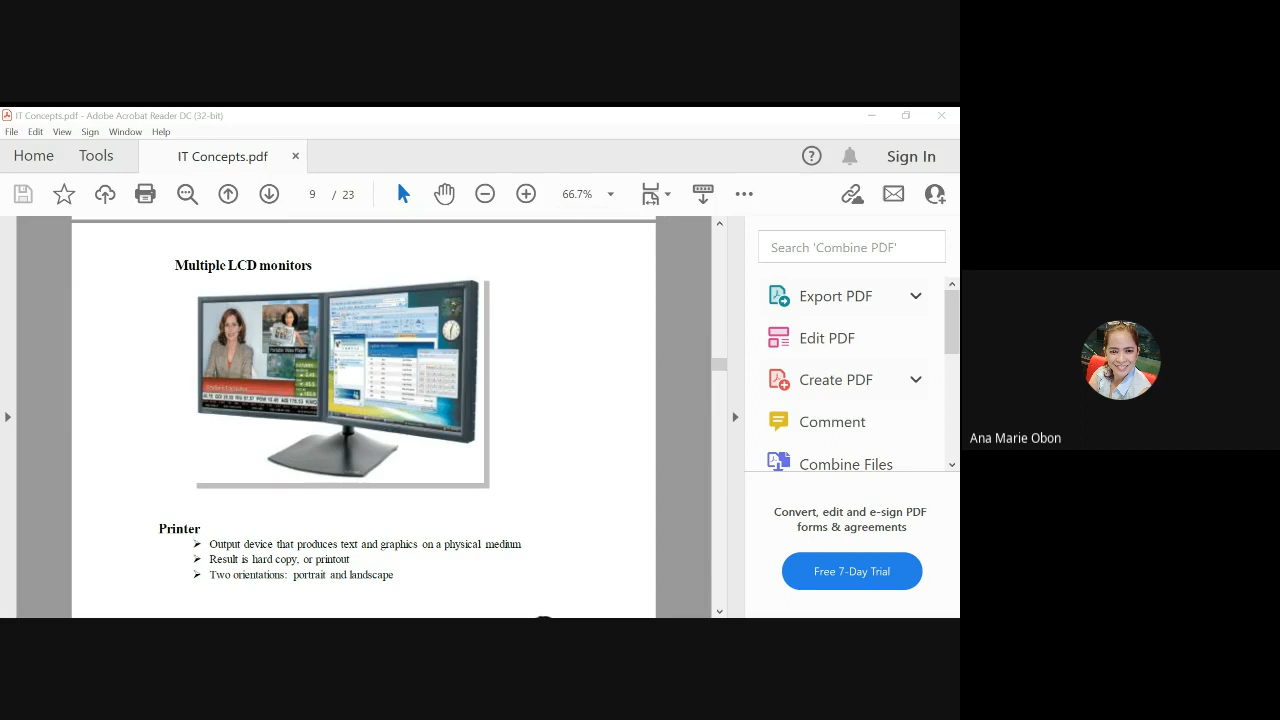 IT Concepts.pdf - Adobe Acrobat Reader DC (32-bit)
File Edit View Sign Window Help
Home Tools IT Concepts.pdf × Sign In
9 / 23 66.7%
Multiple LCD monitors
Printer
➢ Output device that produces text and graphics on a physical medium
➢ Result is hard copy, or printout
➢ Two orientations: portrait and landscape
Search 'Combine PDF'
Export PDF
Edit PDF
Create PDF
Comment
Combine Files
Convert, edit and e-sign PDF
forms & agreements
Free 7-Day Trial
Ana Marie Obon